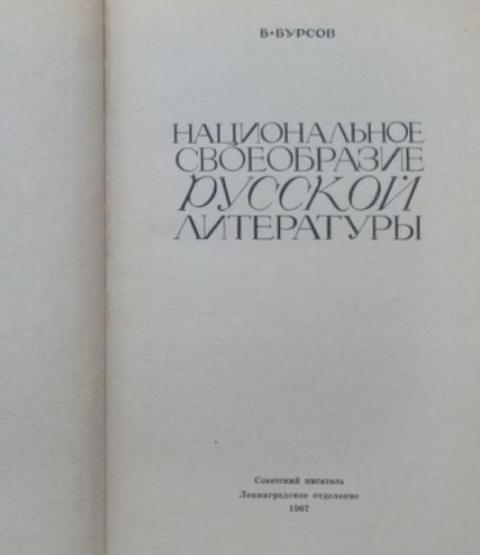 Б•БУРСОВ
НАЦИОНАЛЬНОЕ
СВОЕОБРАЗИЕ
РУССКОЙ
ЛИТЕРАТУРЫ
Советский писатель
Ленинградское отделение
1967